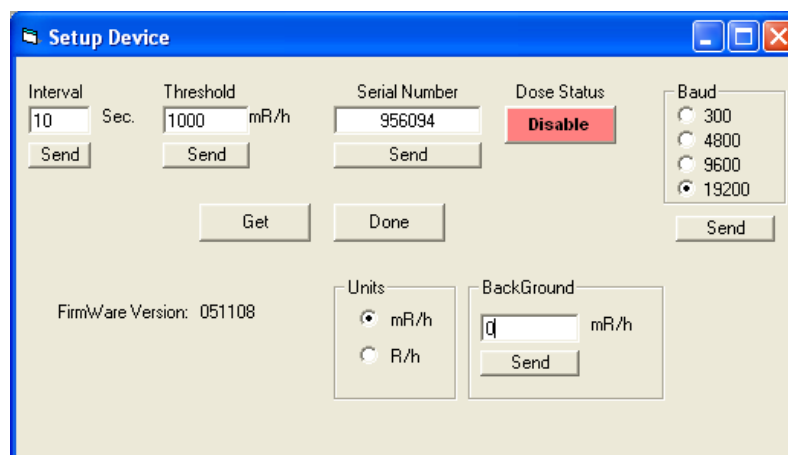 Setup Device
Interval
10 Sec.
Send
Threshold
1000 mR/h
Send
Serial Number
956094
Send
Dose Status
Disable
Baud
300
4800
9600
19200
Send
Get
Done
FirmWare Version: 051108
Units
mR/h
R/h
BackGround
0 mR/h
Send